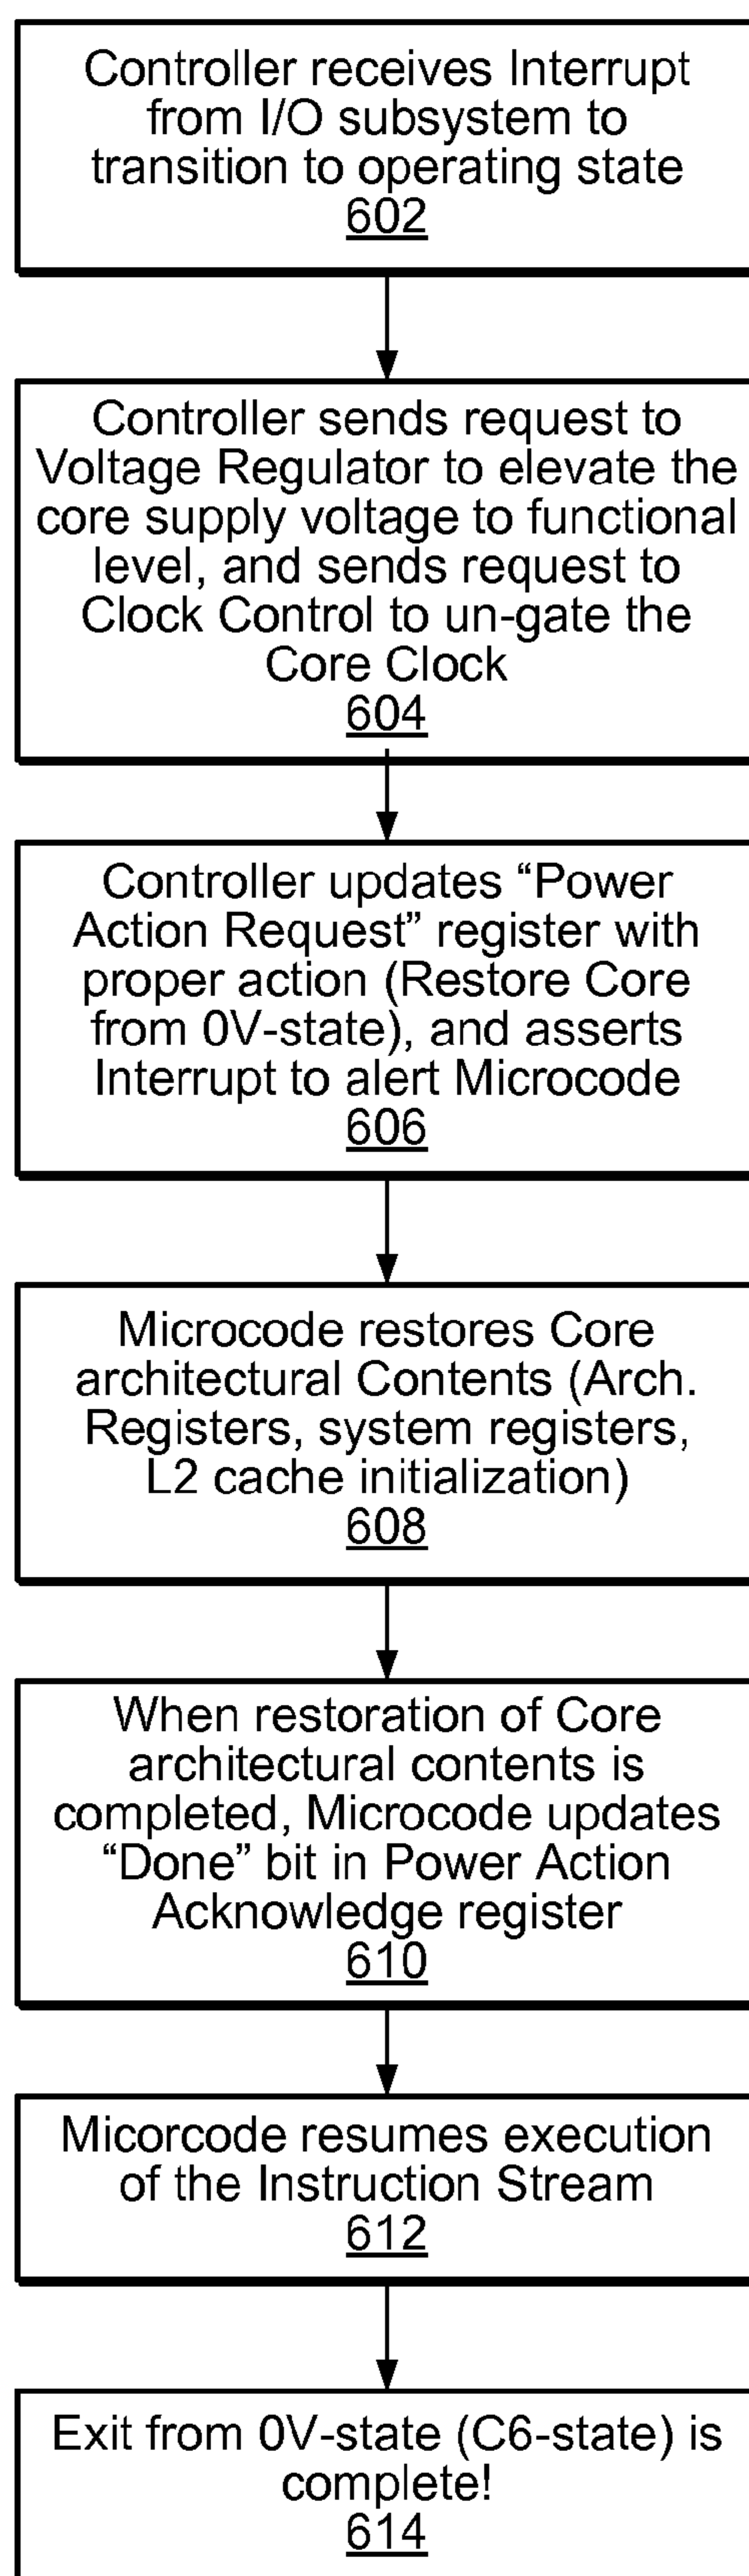 Controller receives Interrupt
from I/O subsystem to
transition to operating state
602
Controller sends request to
Voltage Regulator to elevate the
core supply voltage to functional
level, and sends request to
Clock Control to un-gate the
Core Clock
604
Controller updates “Power
Action Request” register with
proper action (Restore Core
from 0V-state), and asserts
Interrupt to alert Microcode
606
Microcode restores Core
architectural Contents (Arch.
Registers, system registers,
L2 cache initialization)
608
When restoration of Core
architectural contents is
completed, Microcode updates
“Done” bit in Power Action
Acknowledge register
610
Micorcode resumes execution
of the Instruction Stream
612
Exit from 0V-state (C6-state) is
complete!
614